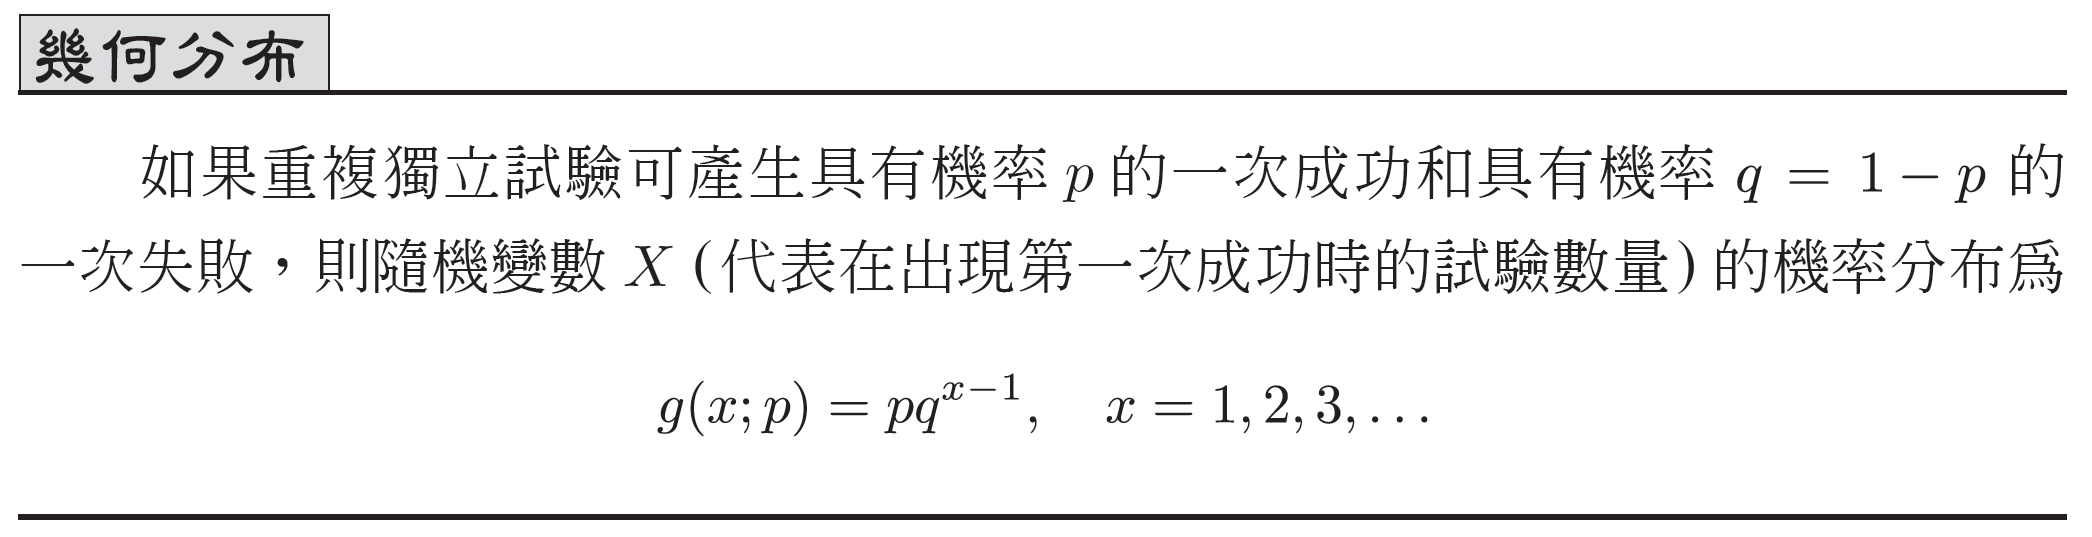 幾何分布
如果重複獨立試驗可產生具有機率 p 的一次成功和具有機率 q = 1 − p 的
一次失敗，則隨機變數 X (代表在出現第一次成功時的試驗數量) 的機率分布爲
g(x; p) = pq^{x−1}, x = 1, 2, 3, . . .